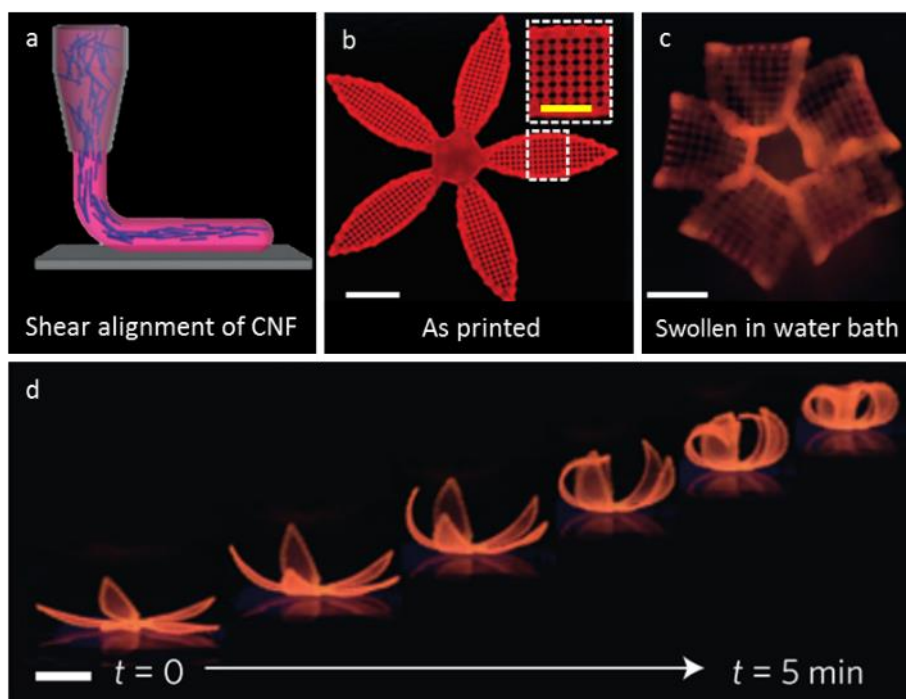 a
Shear alignment of CNF
b
As printed
c
Swollen in water bath
d
t = 0
t = 5 min